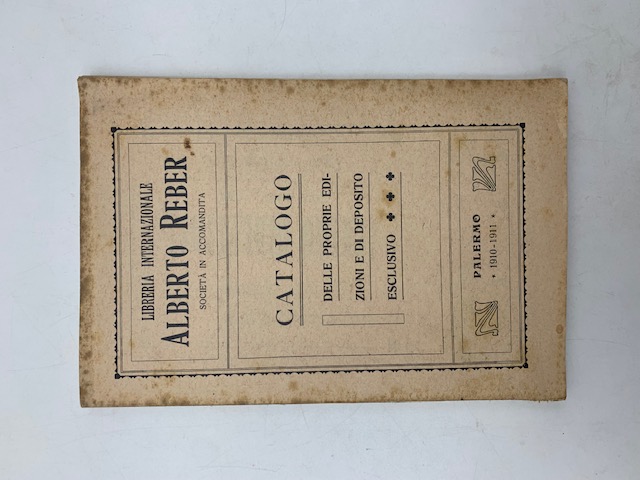 LIBRERIA INTERNAZIONALE
ALBERTO REBER
SOCIETÀ IN ACCOMANDITA
CATALOGO
DELLE PROPRIE EDI-
ZIONI E DI DEPOSITO
ESCLUSIVO
PALERMO
• 1910-1911 •